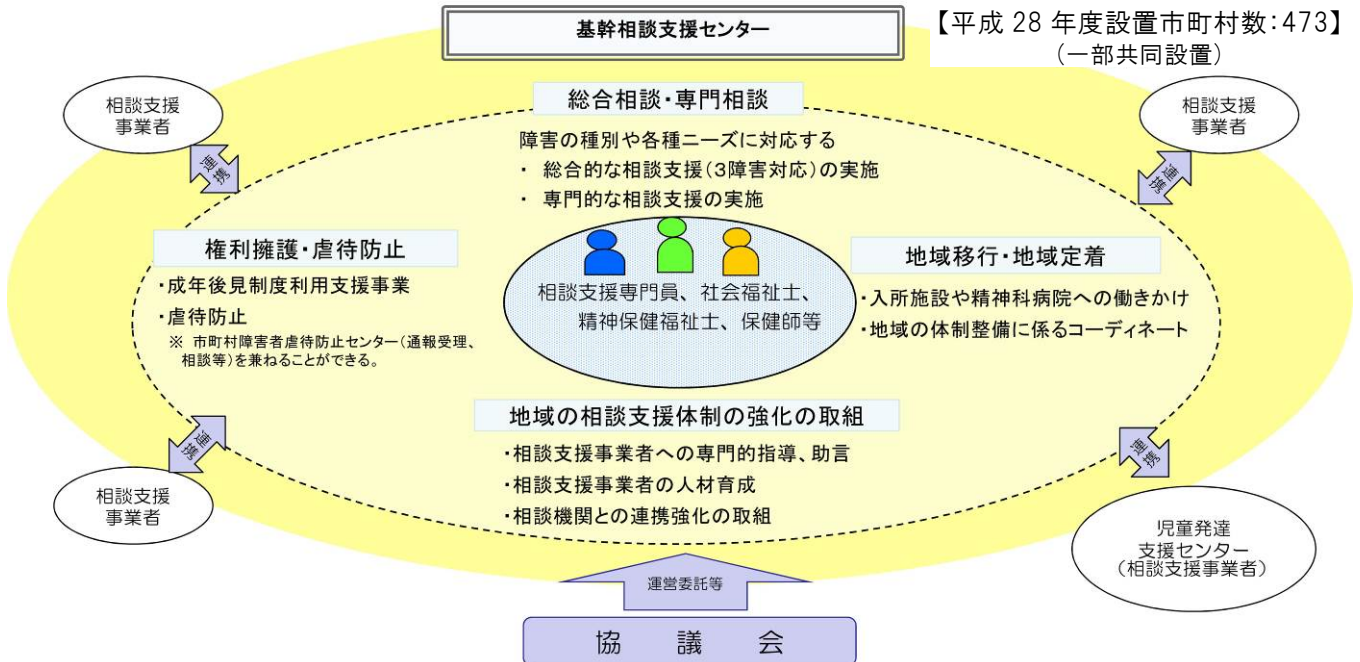 基幹相談支援センター
【平成 28 年度設置市町村数:473】
(一部共同設置)
相談支援
事業者
連携
総合相談・専門相談
障害の種別や各種ニーズに対応する
・ 総合的な相談支援(3障害対応)の実施
・ 専門的な相談支援の実施
相談支援
事業者
連携
権利擁護・虐待防止
・成年後見制度利用支援事業
・虐待防止
※ 市町村障害者虐待防止センター(通報受理、
相談等)を兼ねることができる。
相談支援専門員、社会福祉士、
精神保健福祉士、保健師等
地域移行・地域定着
・入所施設や精神科病院への働きかけ
・地域の体制整備に係るコーディネート
地域の相談支援体制の強化の取組
・相談支援事業者への専門的指導、助言
・相談支援事業者の人材育成
・相談機関との連携強化の取組
連携
相談支援
事業者
連携
児童発達
支援センター
(相談支援事業者)
運営委託等
協 議 会